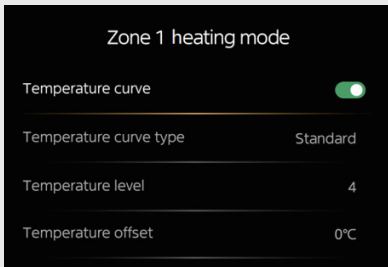 Zone 1 heating mode
Temperature curve
Temperature curve type Standard
Temperature level 4
Temperature offset 0℃